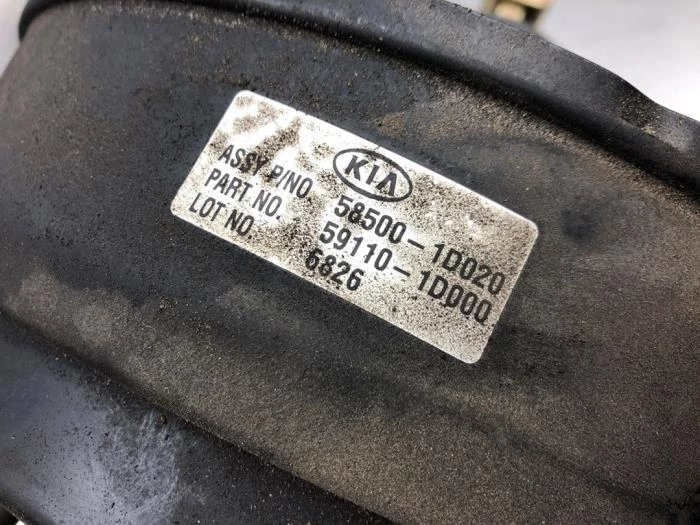 KIA
ASSY P/NO. 58500-1D020
PART NO. 59110-1D000
LOT NO. 6826